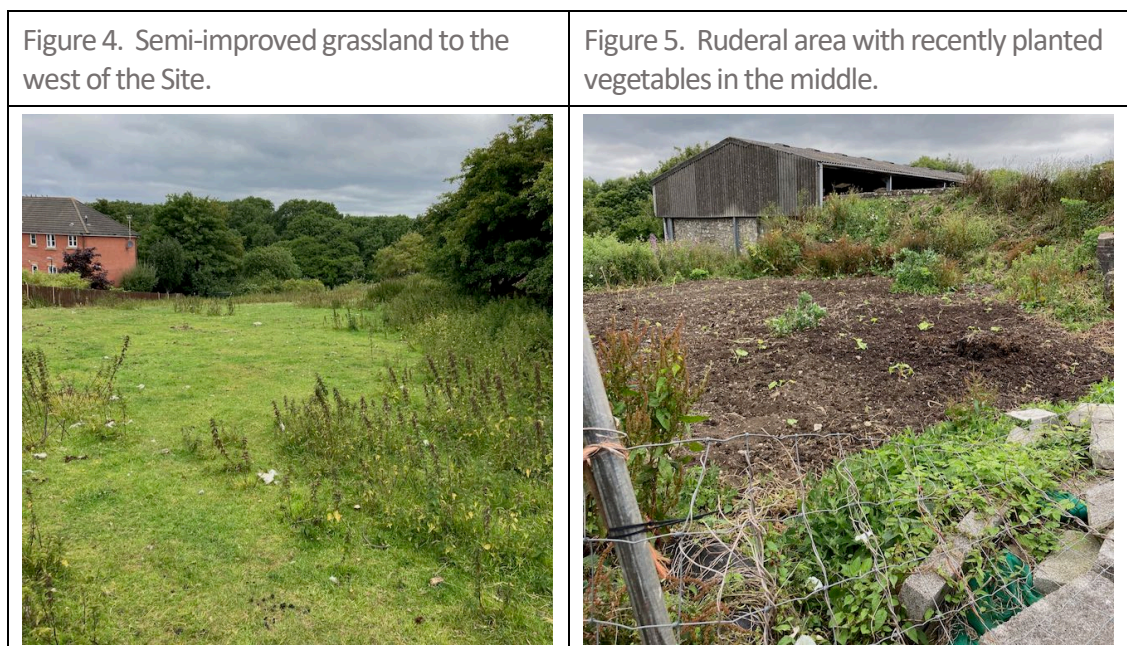 Figure 4. Semi-improved grassland to the
west of the Site.
Figure 5. Ruderal area with recently planted
vegetables in the middle.